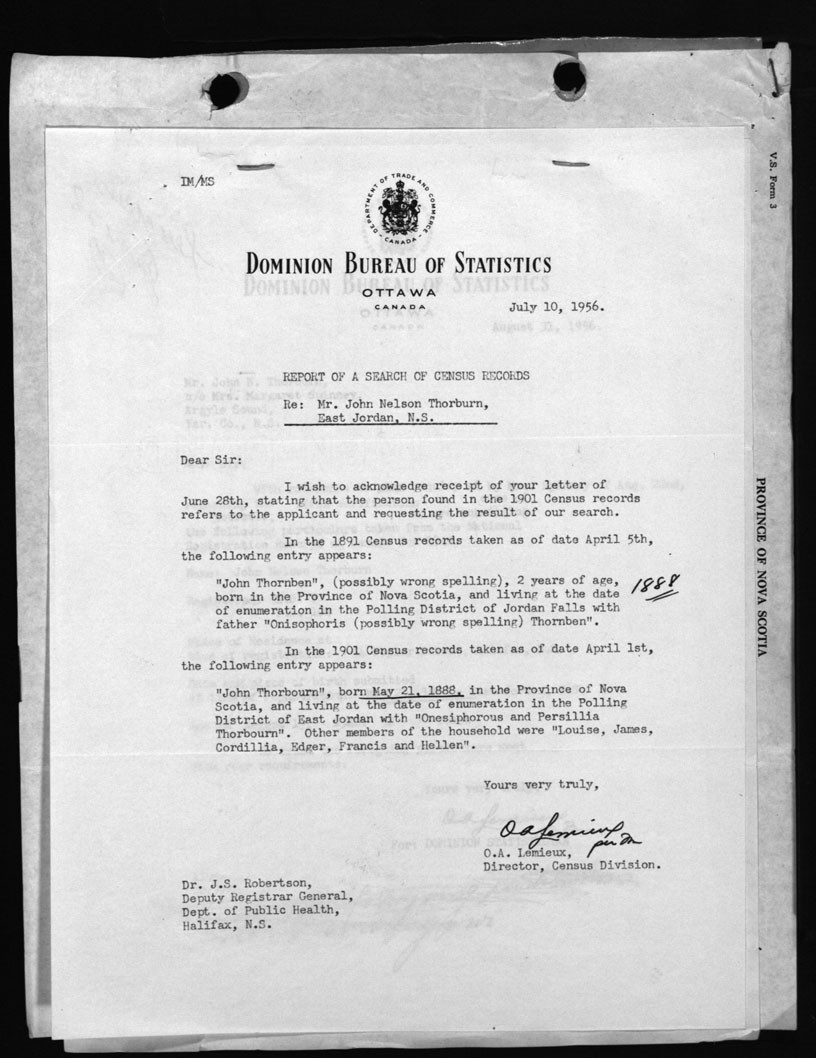 IM/MS
DEPARTMENT OF TRADE AND COMMERCE
CANADA
DOMINION BUREAU OF STATISTICS
OTTAWA
CANADA
July 10, 1956.
REPORT OF A SEARCH OF CENSUS RECORDS
Re: Mr. John Nelson Thorburn,
East Jordan, N.S.
Dear Sir:
I wish to acknowledge receipt of your letter of
June 28th, stating that the person found in the 1901 Census records
refers to the applicant and requesting the result of our search.
In the 1891 Census records taken as of date April 5th,
the following entry appears:
"John Thornben", (possibly wrong spelling), 2 years of age,
born in the Province of Nova Scotia, and living at the date
of enumeration in the Polling District of Jordan Falls with
father "Onisophoris (possibly wrong spelling) Thornben".
1888
In the 1901 Census records taken as of date April 1st,
the following entry appears:
"John Thorbourn", born May 21, 1888, in the Province of Nova
Scotia, and living at the date of enumeration in the Polling
District of East Jordan with "Onesiphorous and Persillia
Thorbourn". Other members of the household were "Louise, James,
Cordillia, Edger, Francis and Hellen".
Yours very truly,
O A Lemieux
per
O.A. Lemieux,
Director, Census Division.
Dr. J.S. Robertson,
Deputy Registrar General,
Dept. of Public Health,
Halifax, N.S.
V.S. Form 3
PROVINCE OF NOVA SCOTIA